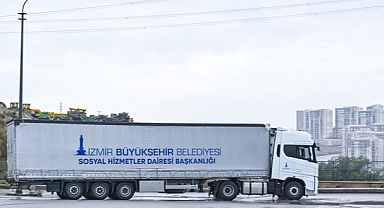 İZMİR BÜYÜKŞEHİR BELEDİYESİ
SOSYAL HİZMETLER DAİRESİ BAŞKANLIĞI